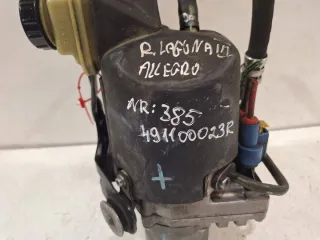 R. LAGUNA III
ALLEGRO
NR: 385
491100023R